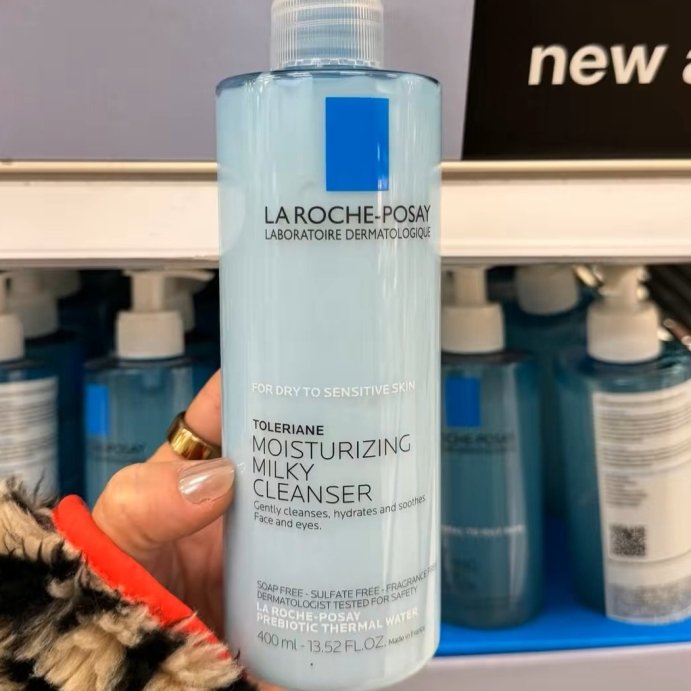 new
LA ROCHE-POSAY
LABORATOIRE DERMATOLOGIQUE
FOR DRY TO SENSITIVE SKIN
TOLERIANE
MOISTURIZING
MILKY
CLEANSER
Gently cleanses, hydrates and soothes.
Face and eyes.
SOAP FREE - SULFATE FREE - FRAGRANCE FREE
DERMATOLOGIST TESTED FOR SAFETY
LA ROCHE-POSAY
PREBIOTIC THERMAL WATER
400 ml - 13.52 FL.OZ. Made in France